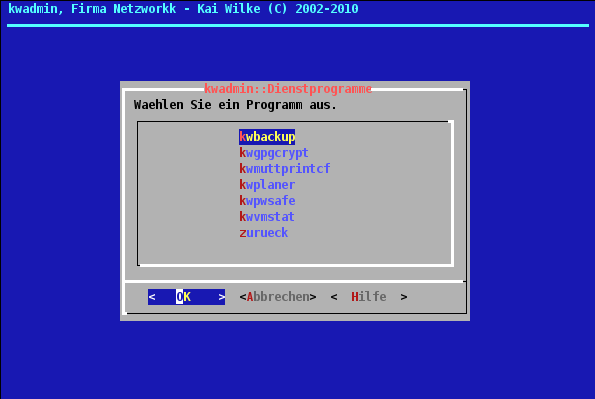 kwadmin, Firma Netzworkk - Kai Wilke (C) 2002-2010
kwadmin::Dienstprogramme
Waehlen Sie ein Programm aus.
kwbackup
kwgpgcrypt
kwmuttprintcf
kwplaner
kwpwsafe
kwvmstat
zurueck
<   OK    >  <Abbrechen>  <  Hilfe  >